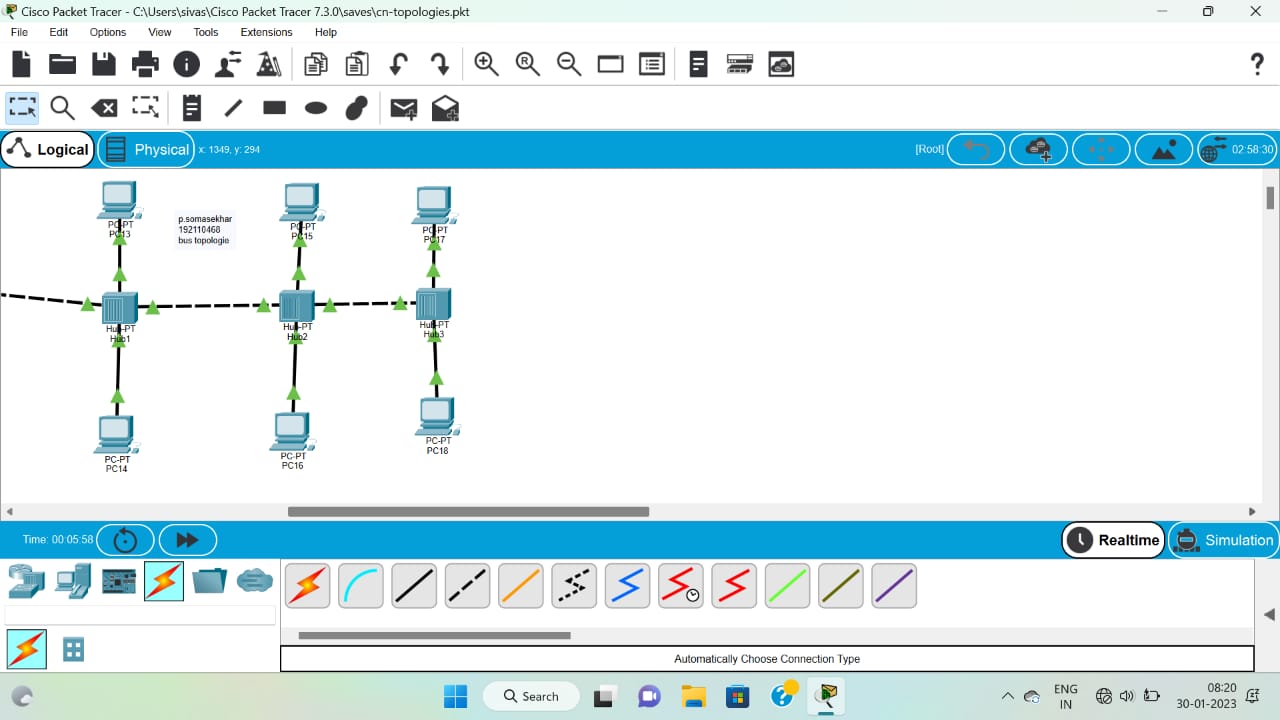 Cisco Packet Tracer - C:\Users\sivas\Cisco Packet Tracer 7.3.0\saves\cn-topologies.pkt
File Edit Options View Tools Extensions Help
Logical
Physical
x: 1349, y: 294
[Root]
02:58:30
PC-PT
PC13
p.somasekhar
192110468
bus topologie
PC-PT
PC15
PC-PT
PC17
Hub-PT
Hub1
Hub-PT
Hub2
Hub-PT
Hub3
PC-PT
PC14
PC-PT
PC16
PC-PT
PC18
Time: 00:05:58
Realtime
Simulation
Automatically Choose Connection Type
Search
ENG
IN
08:20
30-01-2023